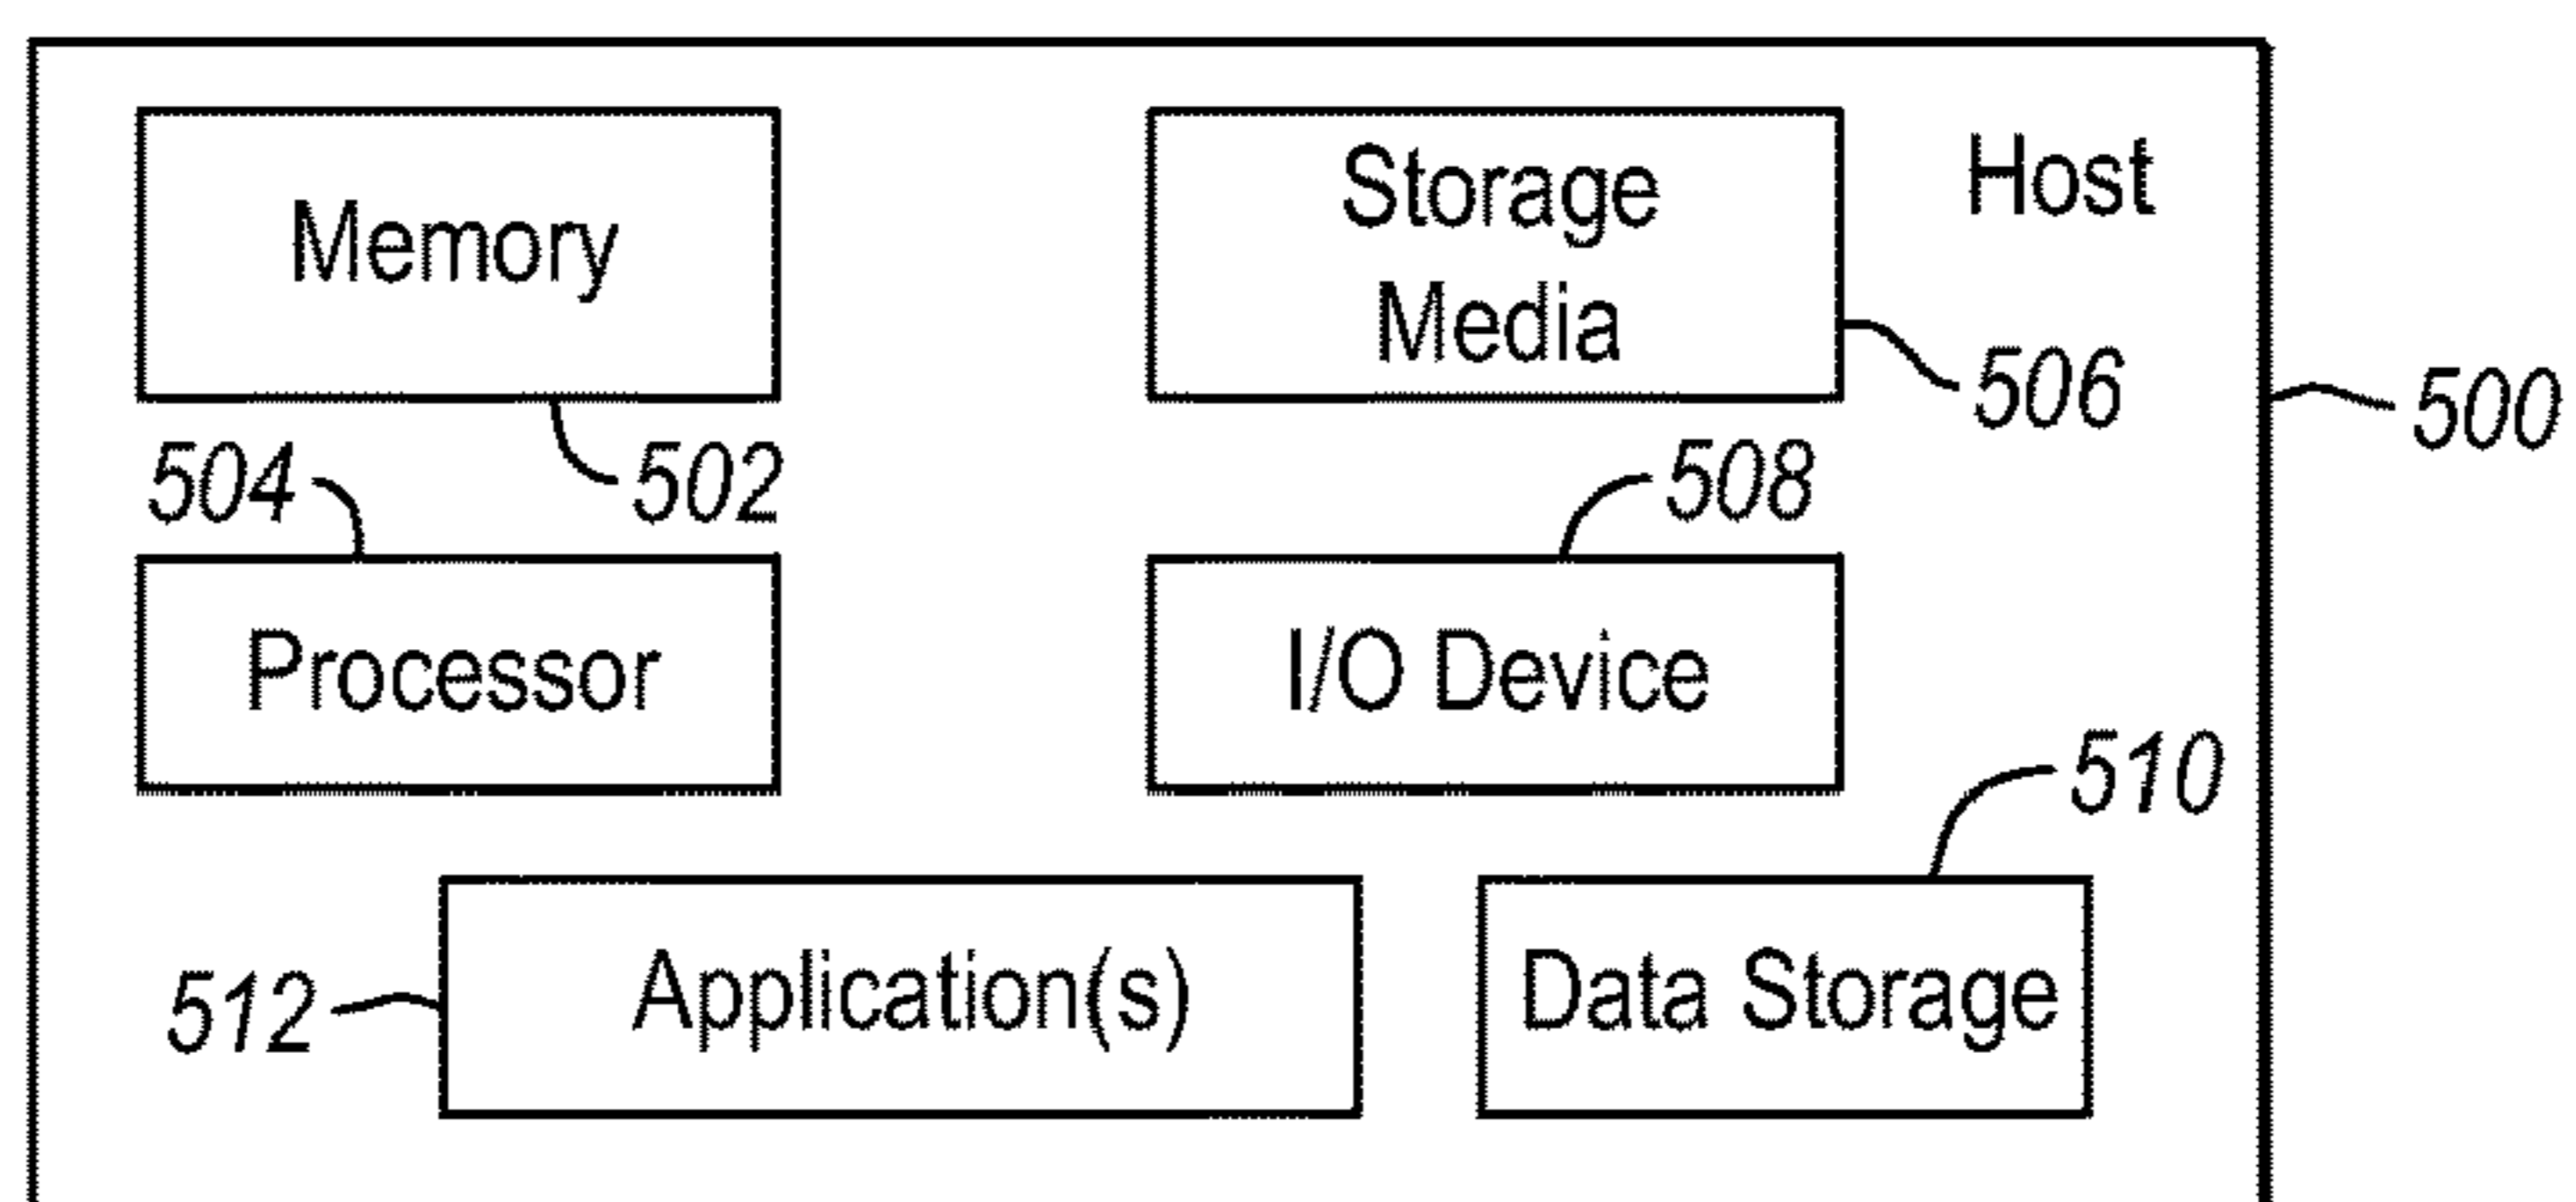 Memory
Storage
Media
Host
506
500
504
502
508
Processor
I/O Device
510
512
Application(s)
Data Storage